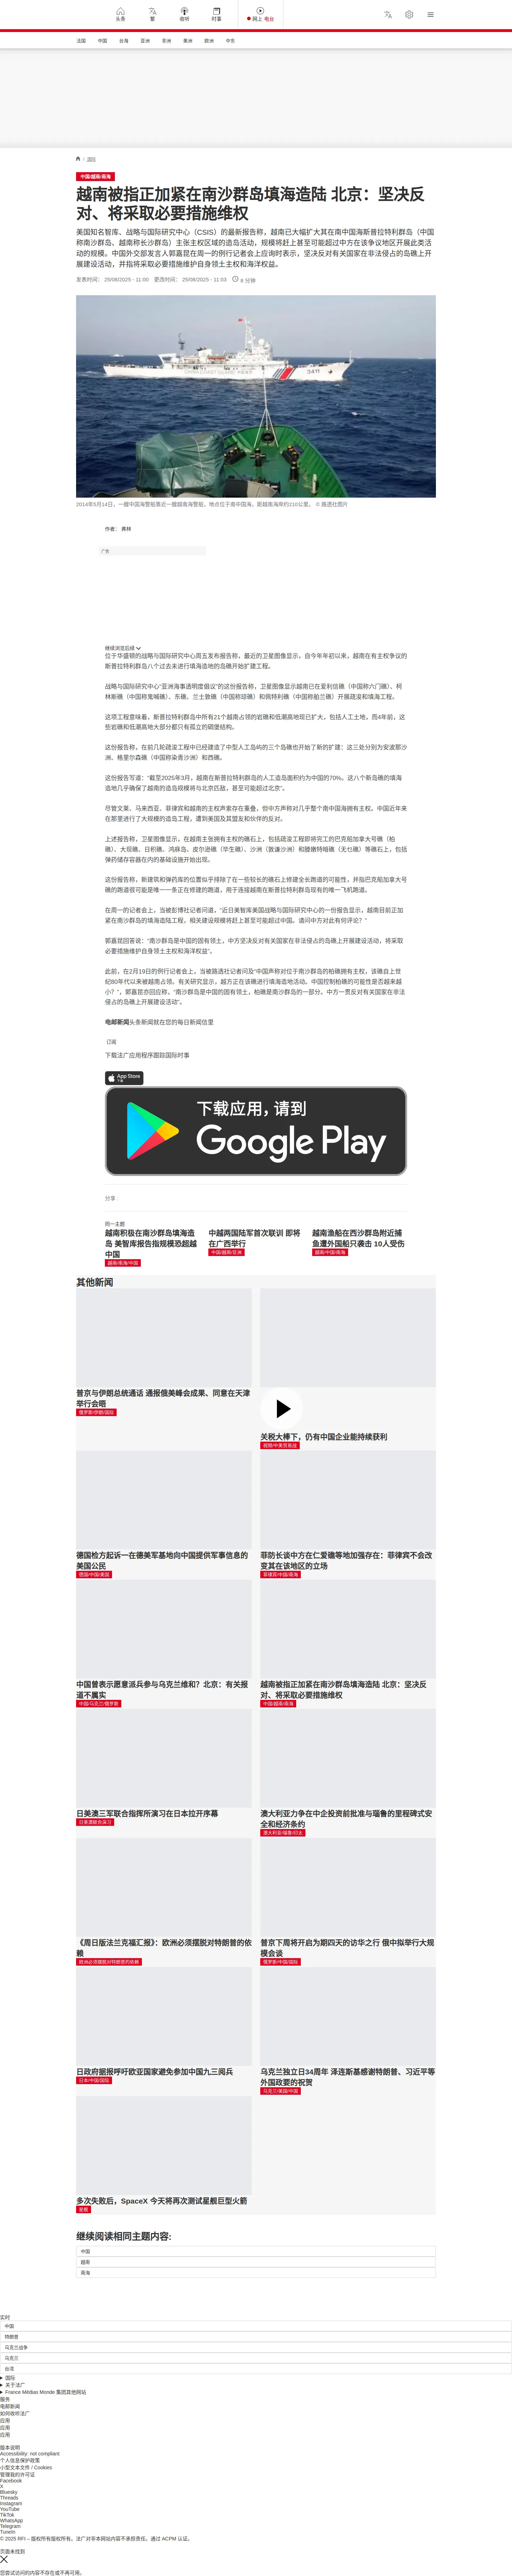 头条
繁
收听
时事
网上 电台
法国
中国
台海
亚洲
非洲
美洲
欧洲
中东
/ 国际
中国/越南/南海
越南被指正加紧在南沙群岛填海造陆 北京：坚决反对、将采取必要措施维权
美国知名智库、战略与国际研究中心（CSIS）的最新报告称，越南已大幅扩大其在南中国海斯普拉特利群岛（中国称南沙群岛、越南称长沙群岛）主张主权区域的造岛活动，规模将赶上甚至可能超过中方在该争议地区开展此类活动的规模。中国外交部发言人郭嘉昆在周一的例行记者会上应询时表示，坚决反对有关国家在非法侵占的岛礁上开展建设活动，并指将采取必要措施维护自身领土主权和海洋权益。
发表时间： 25/08/2025 - 11:00 更改时间： 25/08/2025 - 11:03 8 分钟
CHINA COAST GUARD
3411
2014年5月14日，一艘中国海警船靠近一艘越南海警船，地点位于南中国海，距越南海岸约210公里。 © 路透社图片
作者： 弗林
广告
继续浏览后续
位于华盛顿的战略与国际研究中心周五发布报告称，最近的卫星图像显示，自今年年初以来，越南在有主权争议的斯普拉特利群岛八个过去未进行填海造地的岛礁开始扩建工程。
战略与国际研究中心“亚洲海事透明度倡议”的这份报告称，卫星图像显示越南已在爱利信礁（中国称六门礁）、柯林斯礁（中国称鬼喊礁）、东礁、兰士敦礁（中国称琼礁）和佩特利礁（中国称舶兰礁）开展疏浚和填海工程。
这项工程意味着，斯普拉特利群岛中所有21个越南占领的岩礁和低潮高地现已扩大，包括人工土地，而4年前，这些岩礁和低潮高地大部分都只有孤立的碉堡结构。
这份报告称，在前几轮疏浚工程中已经建造了中型人工岛屿的三个岛礁也开始了新的扩建：这三处分别为安波那沙洲、格里尔森礁（中国称染青沙洲）和西礁。
这份报告写道：“截至2025年3月，越南在斯普拉特利群岛的人工造岛面积约为中国的70%。这八个新岛礁的填海造地几乎确保了越南的造岛规模将与北京匹敌，甚至可能超过北京”。
尽管文莱、马来西亚、菲律宾和越南的主权声索存在重叠，但中方声称对几乎整个南中国海拥有主权。中国近年来在那里进行了大规模的造岛工程，遭到美国及其盟友和伙伴的反对。
上述报告称，卫星图像显示，在越南主张拥有主权的礁石上，包括疏浚工程即将完工的巴克船加拿大号礁（柏礁）、大现礁、日积礁、鸿庥岛、皮尔逊礁（毕生礁）、沙洲（敦谦沙洲）和滕嫩特暗礁（无乜礁）等礁石上，包括弹药储存容器在内的基础设施开始出现。
这份报告称，新建筑和弹药库的位置似乎排除了在一些较长的礁石上修建全长跑道的可能性，并指巴克船加拿大号礁的跑道很可能是唯一一条正在修建的跑道，用于连接越南在斯普拉特利群岛现有的唯一飞机跑道。
在周一的记者会上，当被彭博社记者问道，“近日美智库美国战略与国际研究中心的一份报告显示，越南目前正加紧在南沙群岛的填海造陆工程，相关建设规模将赶上甚至可能超过中国。请问中方对此有何评论？”
郭嘉昆回答说：“南沙群岛是中国的固有领土，中方坚决反对有关国家在非法侵占的岛礁上开展建设活动，将采取必要措施维护自身领土主权和海洋权益”。
此前，在2月19日的例行记者会上，当被路透社记者问及“中国声称对位于南沙群岛的柏礁拥有主权，该礁自上世纪80年代以来被越南占领。有关研究显示，越方正在该礁进行填海造地活动。中国控制柏礁的可能性是否越来越小？”，郭嘉昆亦回应称，“南沙群岛是中国的固有领土，柏礁是南沙群岛的一部分。中方一贯反对有关国家在非法侵占的岛礁上开展建设活动”。
电邮新闻头条新闻就在您的每日新闻信里
订阅
下载法广应用程序跟踪国际时事
App Store
下载
下载应用，请到
Google Play
分享 :
同一主题
越南积极在南沙群岛填海造岛 美智库报告指规模恐超越中国
越南/南海/中国
中越两国陆军首次联训 即将在广西举行
中国/越南/亚洲
越南渔船在西沙群岛附近捕鱼遭外国船只袭击 10人受伤
越南/中国/南海
其他新闻
普京与伊朗总统通话 通报俄美峰会成果、同意在天津举行会晤
俄罗斯/伊朗/国际
关税大棒下，仍有中国企业能持续获利
视频/中美贸易战
德国检方起诉一在德美军基地向中国提供军事信息的美国公民
德国/中国/美国
菲防长谈中方在仁爱礁等地加强存在：菲律宾不会改变其在该地区的立场
菲律宾/中国/南海
中国曾表示愿意派兵参与乌克兰维和？北京：有关报道不属实
中国/乌克兰/俄罗斯
越南被指正加紧在南沙群岛填海造陆 北京：坚决反对、将采取必要措施维权
中国/越南/南海
日美澳三军联合指挥所演习在日本拉开序幕
日美澳联合演习
澳大利亚力争在中企投资前批准与瑙鲁的里程碑式安全和经济条约
澳大利亚/瑙鲁/印太
《周日版法兰克福汇报》：欧洲必须摆脱对特朗普的依赖
欧洲必须摆脱对特朗普的依赖
普京下周将开启为期四天的访华之行 俄中拟举行大规模会谈
俄罗斯/中国/国际
日政府据报呼吁欧亚国家避免参加中国九三阅兵
日本/中国/国际
乌克兰独立日34周年 泽连斯基感谢特朗普、习近平等外国政要的祝贺
乌克兰/美国/中国
多次失败后，SpaceX 今天将再次测试星舰巨型火箭
星舰
继续阅读相同主题内容:
中国
越南
南海
实时
中国
特朗普
乌克兰战争
乌克兰
台湾
国际
关于法广
France Médias Monde 集团其他网站
服务
电邮新闻
如何收听法广
应用
应用
应用
版本说明
Accessibility: not compliant
个人信息保护政策
小型文本文件 / Cookies
管理我的许可证
Facebook
X
Bluesky
Threads
Instagram
YouTube
TikTok
WhatsApp
Telegram
TuneIn
© 2025 RFI – 版权所有版权所有。法广对非本网站内容不承担责任。通过 ACPM 认证。
页面未找到
您尝试访问的内容不存在或不再可用。